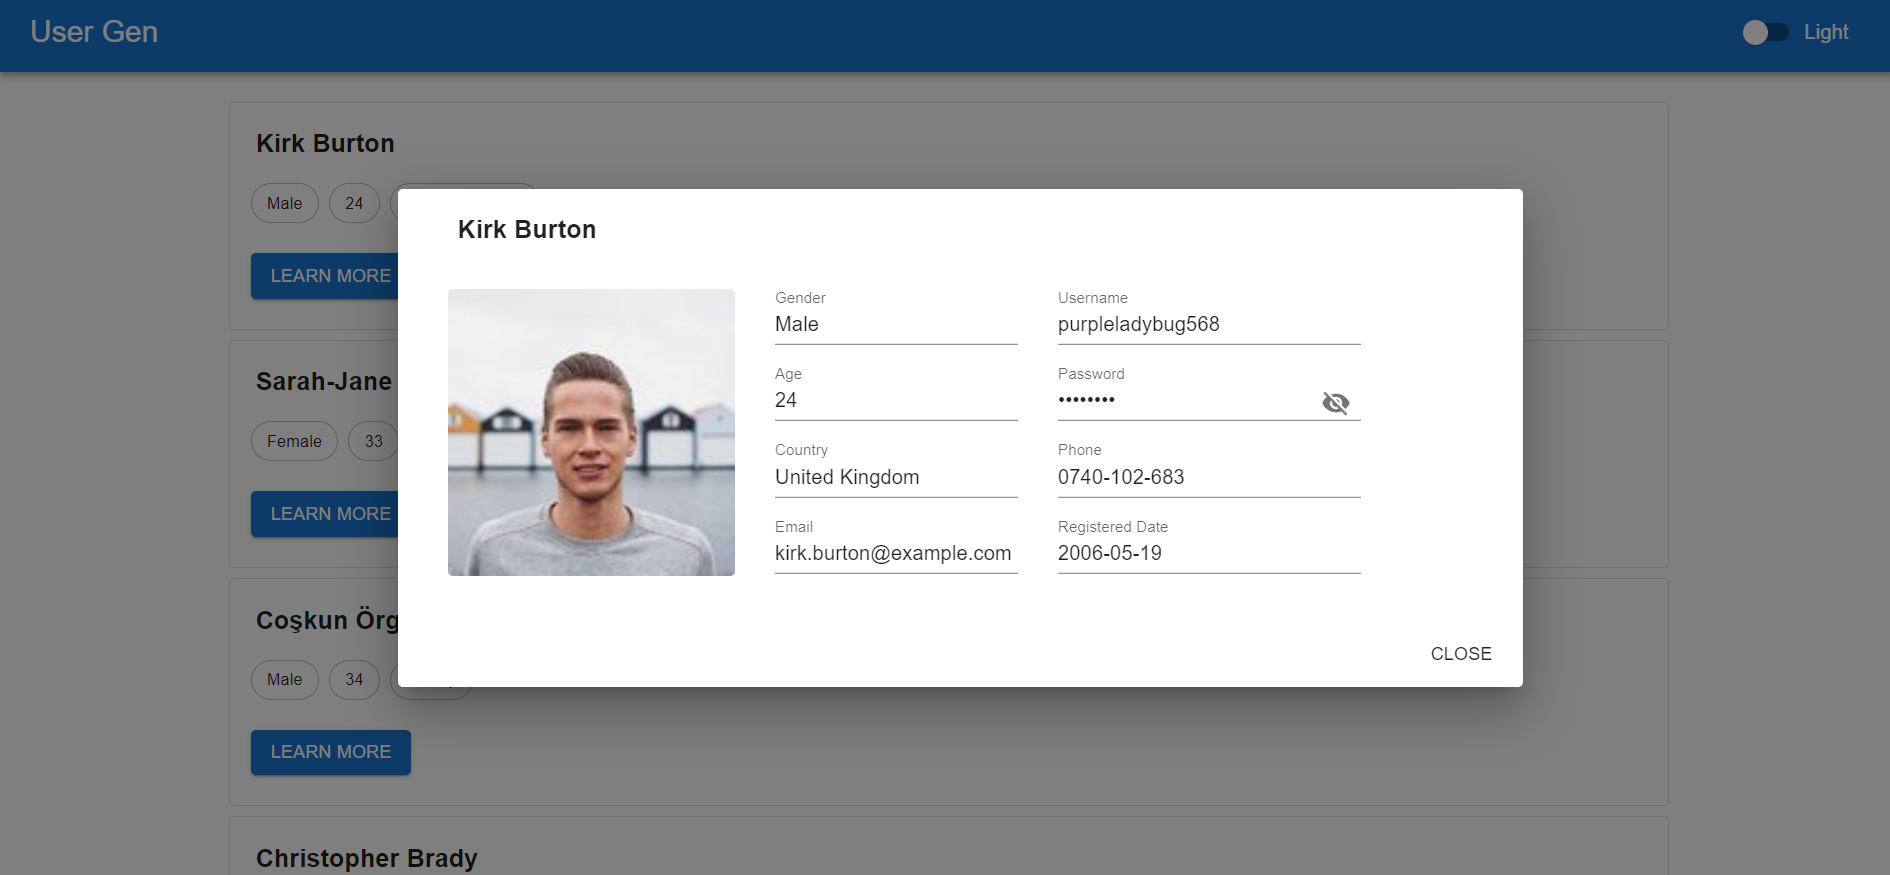 User Gen
Light
Kirk Burton
Male
24
LEARN MORE
Sarah-Jane
Female
33
LEARN MORE
Coşkun
Male
34
LEARN MORE
Christopher Brady
Kirk Burton
Gender
Male
Username
purpleladybug568
Age
24
Password
••••••••
Country
United Kingdom
Phone
0740-102-683
Email
kirk.burton@example.com
Registered Date
2006-05-19
CLOSE